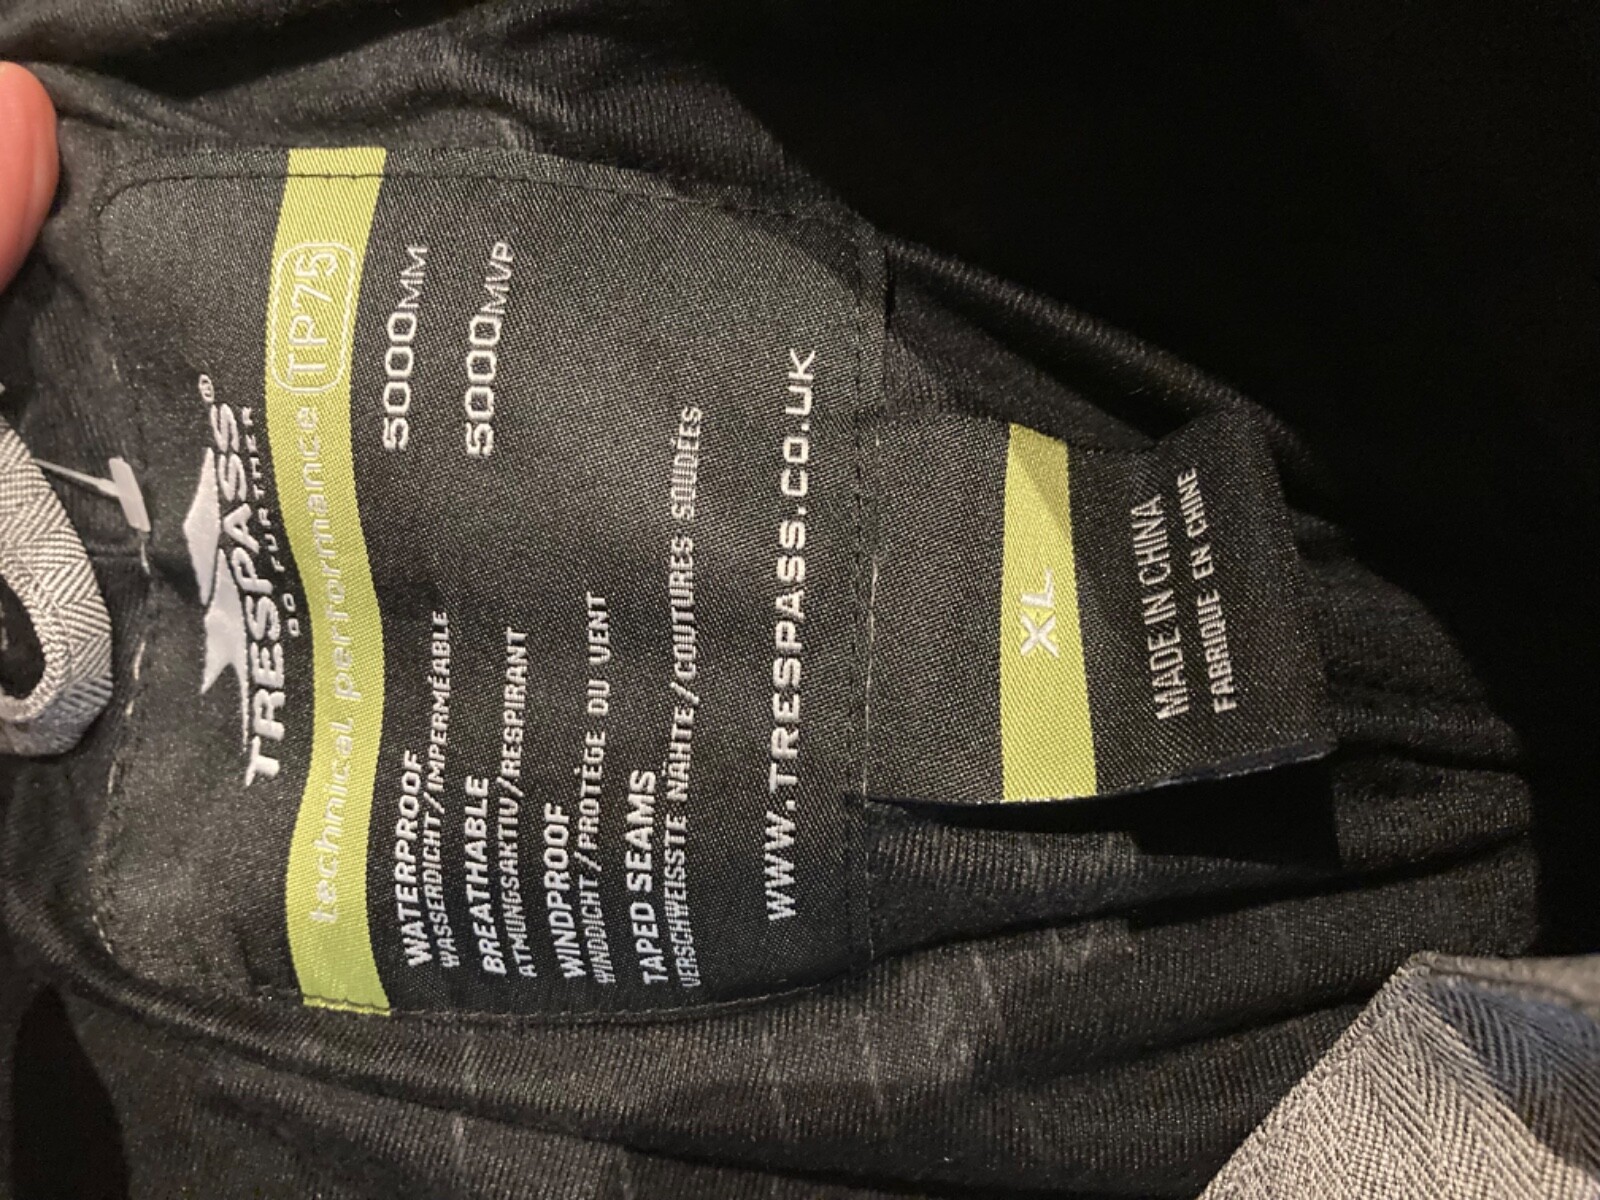 TRESPASS®
GO FURTHER
technical performance TP75
WATERPROOF 5000MM
WASSERDICHT/IMPERMÉABLE
BREATHABLE 5000MVP
ATMUNGSAKTIV/RESPIRANT
WINDPROOF
WINDDICHT/PROTÈGE DU VENT
TAPED SEAMS
VERSCHWEISSTE NÄHTE/COUTURES SOUDÉES
WWW.TRESPASS.CO.UK
XL
MADE IN CHINA
FABRIQUE EN CHINE